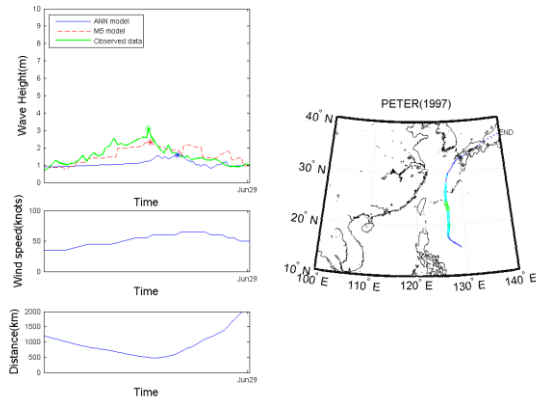 10
9
8
7
6
5
4
3
2
1
0
Wave Height(m)
ANN model
M5 model
Observed data
Jun29
Time
100
50
0
Wind speed(Knots)
Jun29
Time
2000
1500
1000
500
0
Distance(km)
Jun29
Time
PETER(1997)
40° N
30° N
20° N
10° N
100° E
110° E
120° E
130° E
140° E
END